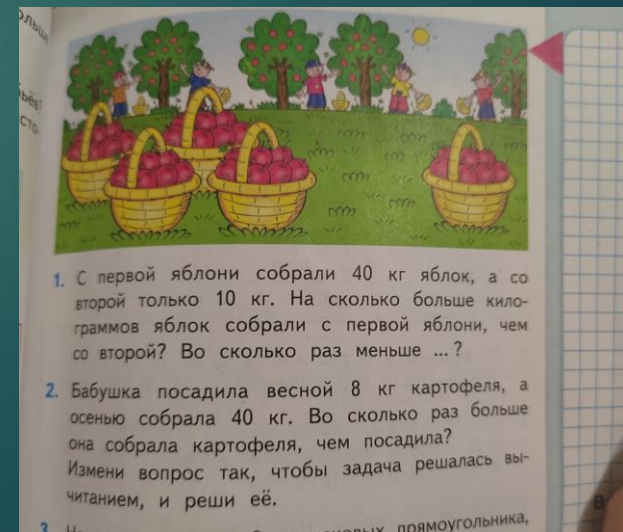 1. С первой яблони собрали 40 кг яблок, а со
второй только 10 кг. На сколько больше кило-
граммов яблок собрали с первой яблони, чем
со второй? Во сколько раз меньше ... ?
2. Бабушка посадила весной 8 кг картофеля, а
осенью собрала 40 кг. Во сколько раз больше
она собрала картофеля, чем посадила?
Измени вопрос так, чтобы задача решалась вы-
читанием, и реши её.
3. прямоугольника,
В